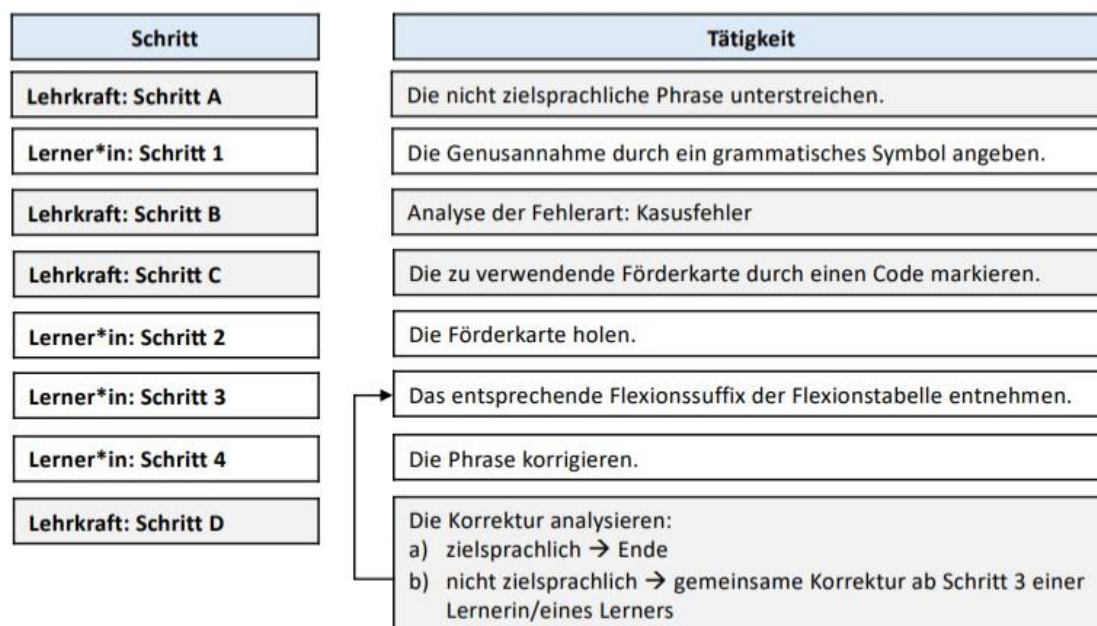 Schritt
Tätigkeit
Lehrkraft: Schritt A
Die nicht zielsprachliche Phrase unterstreichen.
Lerner*in: Schritt 1
Die Genusannahme durch ein grammatisches Symbol angeben.
Lehrkraft: Schritt B
Analyse der Fehlerart: Kasusfehler
Lehrkraft: Schritt C
Die zu verwendende Förderkarte durch einen Code markieren.
Lerner*in: Schritt 2
Die Förderkarte holen.
Lerner*in: Schritt 3
Das entsprechende Flexionssuffix der Flexionstabelle entnehmen.
Lerner*in: Schritt 4
Die Phrase korrigieren.
Lehrkraft: Schritt D
Die Korrektur analysieren:
a) zielsprachlich → Ende
b) nicht zielsprachlich → gemeinsame Korrektur ab Schritt 3 einer
Lernerin/eines Lerners